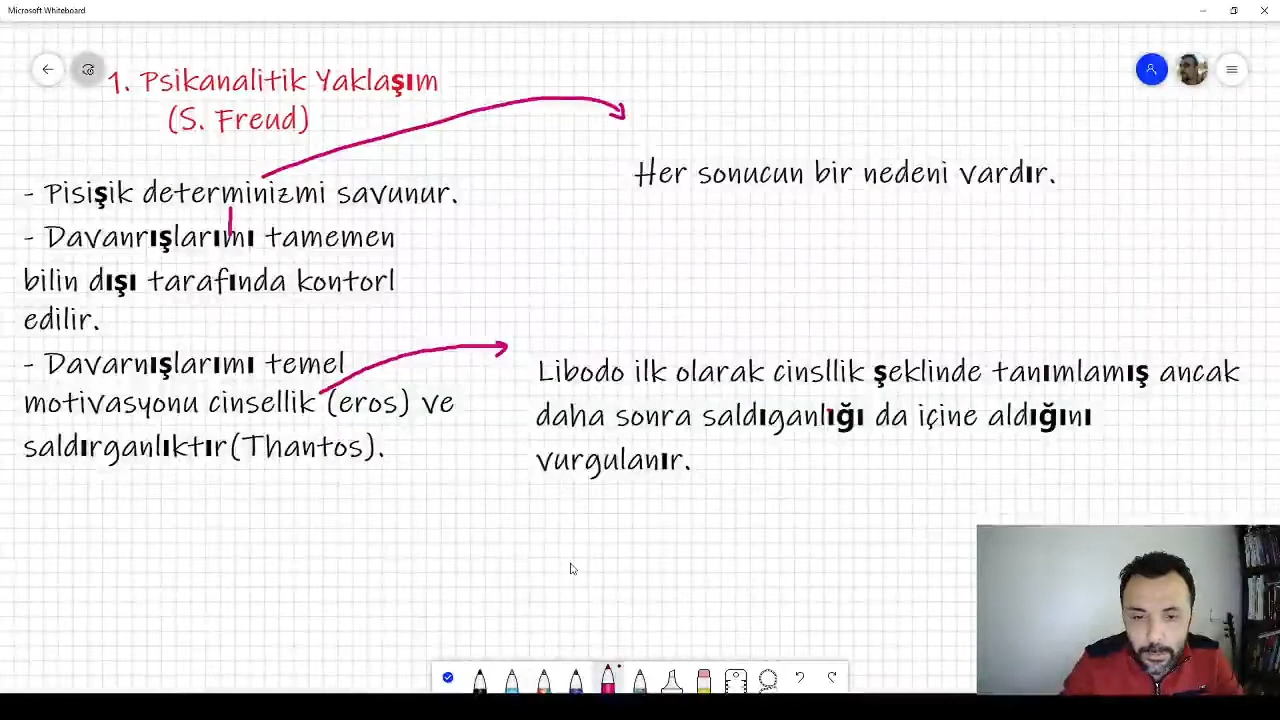 Microsoft Whiteboard
1. Psikanalitik Yaklaşım
(S. Freud)
Her sonucun bir nedeni vardır.
- Pisişik determinizmi savunur.
- Davanrışlarımı tamemen
bilin dışı tarafında kontorl
edilir.
- Davarnışlarımı temel
motivasyonu cinsellik (eros) ve
saldırganlıktır(Thantos).
Libodo ilk olarak cinsllik şeklinde tanımlamış ancak
daha sonra saldıganlığı da içine aldığını
vurgulanır.